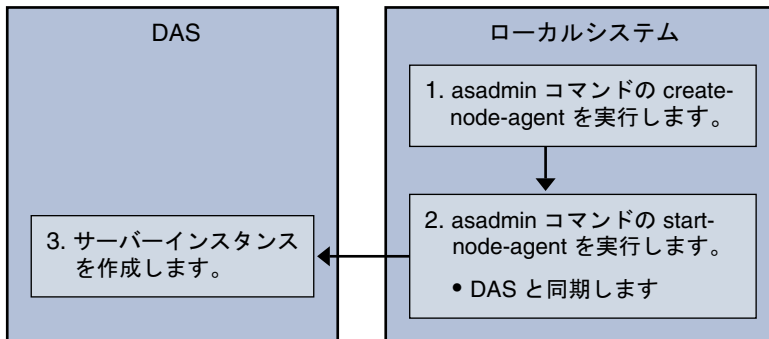 DAS
ローカルシステム
1. asadmin コマンドの create-
node-agent を実行します。
2. asadmin コマンドの start-
node-agent を実行します。
• DAS と同期します
3. サーバーインスタンス
を作成します。